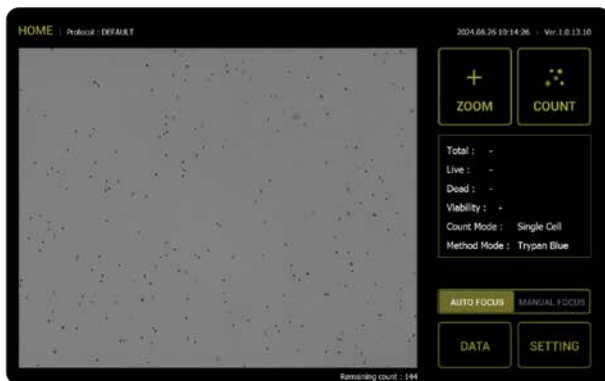 HOME | Protocol : DEFAULT
2024.08.26 10:14:26 | Ver.1.0.13.10
ZOOM
COUNT
Total : -
Live : -
Dead : -
Viability : -
Count Mode : Single Cell
Method Mode : Trypan Blue
AUTO FOCUS
MANUAL FOCUS
DATA
SETTING
Remaining count : 144